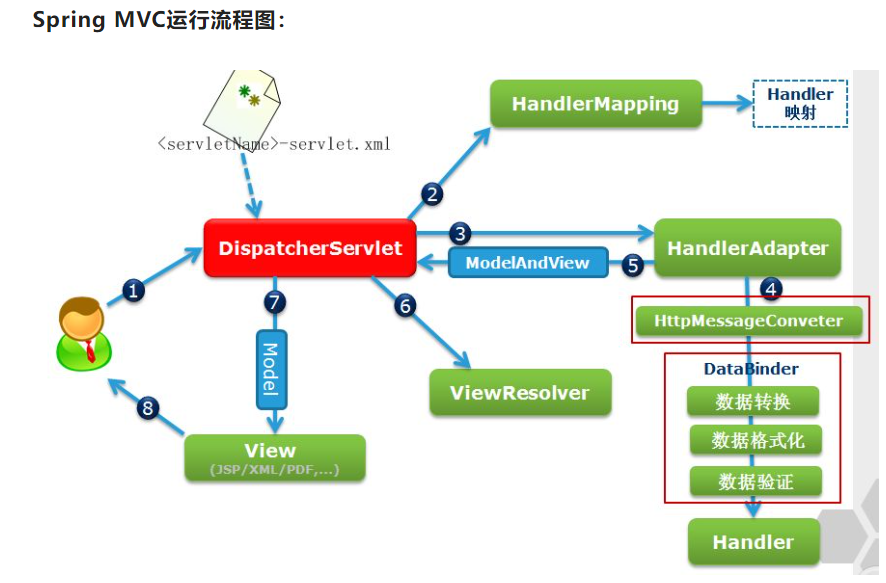 Spring MVC运行流程图：
<servletName>-servlet.xml
HandlerMapping
Handler
映射
2
DispatcherServlet
3
HandlerAdapter
ModelAndView
5
1
7
6
4
HttpMessageConveter
Model
DataBinder
数据转换
ViewResolver
8
数据格式化
View
(JSP/XML/PDF,...)
数据验证
Handler